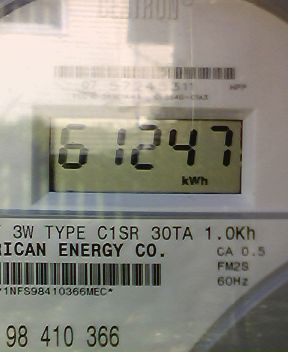 CENTRON
61247
kWh
3W TYPE C1SR 30TA 1.0Kh
RICAN ENERGY CO.
CA 0.5
FM2S
60Hz
*1NFS98410366MEC*
98 410 366